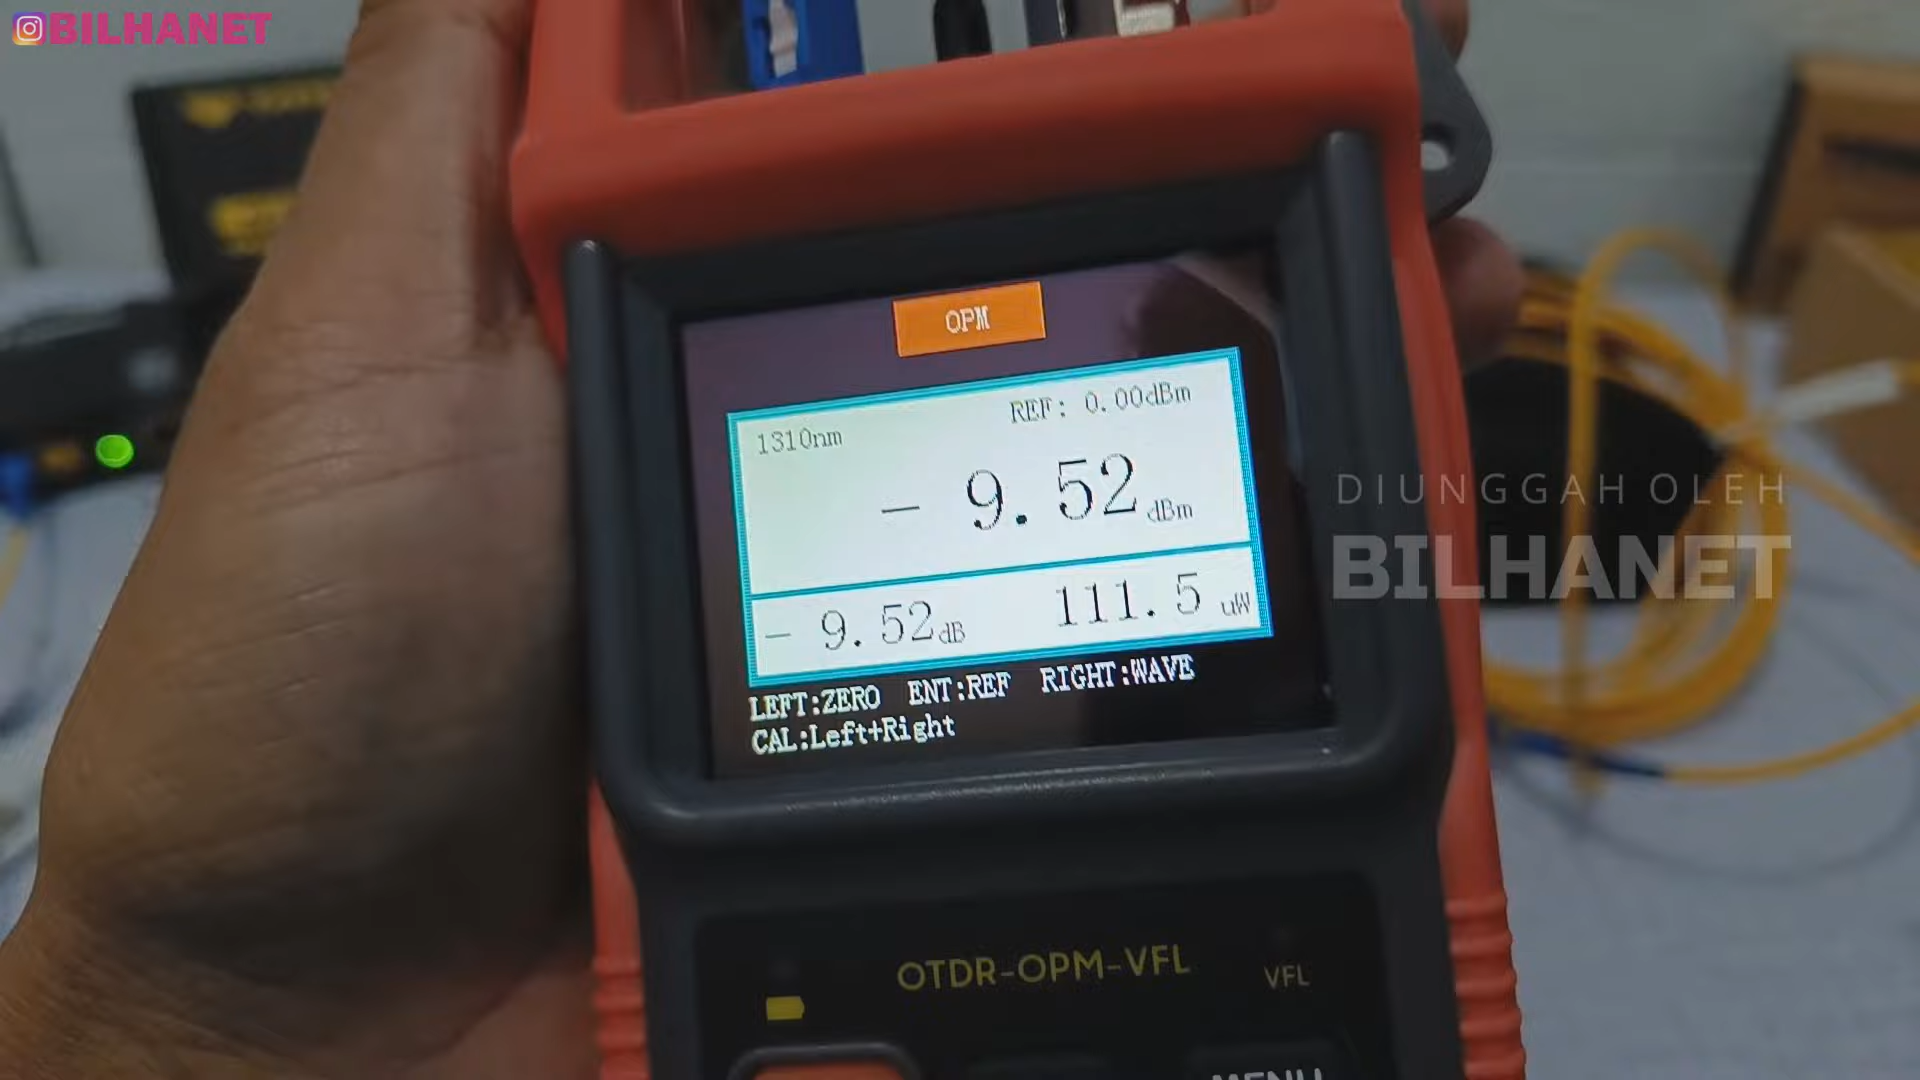 BILHANET
OPM
1310nm
REF: 0.00dBm
- 9.52 dBm
- 9.52 dB
111.5 uW
LEFT:ZERO ENT:REF RIGHT:WAVE
CAL:Left+Right
DIUNGGAH OLEH
BILHANET
OTDR-OPM-VFL
VFL
MENU